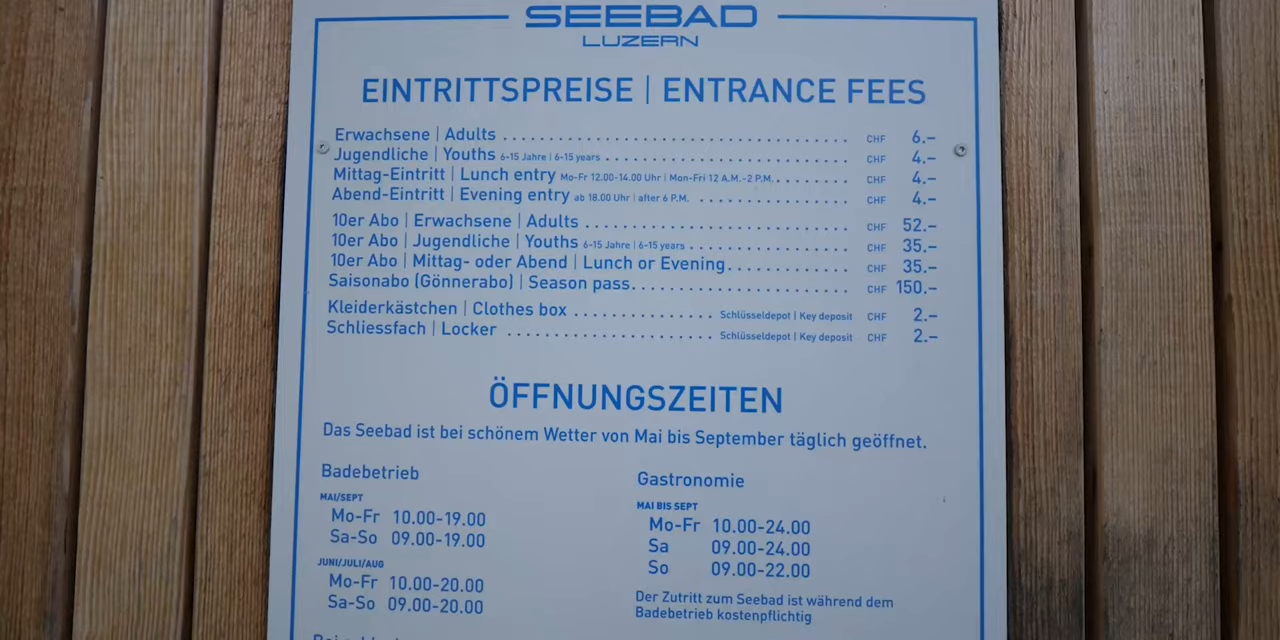 SEEBAD
LUZERN
EINTRITTSPREISE | ENTRANCE FEES
Erwachsene | Adults ........................ CHF 6.–
Jugendliche | Youths 6-15 Jahre | 6-15 years ........................ CHF 4.–
Mittag-Eintritt | Lunch entry Mo-Fr 12.00-14.00 Uhr | Mon-Fri 12 A.M.-2 P.M. ........ CHF 4.–
Abend-Eintritt | Evening entry ab 18.00 Uhr | after 6 P.M. .............. CHF 4.–
10er Abo | Erwachsene | Adults ........................ CHF 52.–
10er Abo | Jugendliche | Youths 6-15 Jahre | 6-15 years .............. CHF 35.–
10er Abo | Mittag- oder Abend | Lunch or Evening ............ CHF 35.–
Saisonabo (Gönnerabo) | Season pass ........................ CHF 150.–
Kleiderkästchen | Clothes box ............... Schlüsseldepot | Key deposit CHF 2.–
Schliessfach | Locker ...................... Schlüsseldepot | Key deposit CHF 2.–
ÖFFNUNGSZEITEN
Das Seebad ist bei schönem Wetter von Mai bis September täglich geöffnet.
Badebetrieb
MAI/SEPT
Mo-Fr 10.00-19.00
Sa-So 09.00-19.00
JUNI/JULI/AUG
Mo-Fr 10.00-20.00
Sa-So 09.00-20.00
Gastronomie
MAI BIS SEPT
Mo-Fr 10.00-24.00
Sa 09.00-24.00
So 09.00-22.00
Der Zutritt zum Seebad ist während dem
Badebetrieb kostenpflichtig